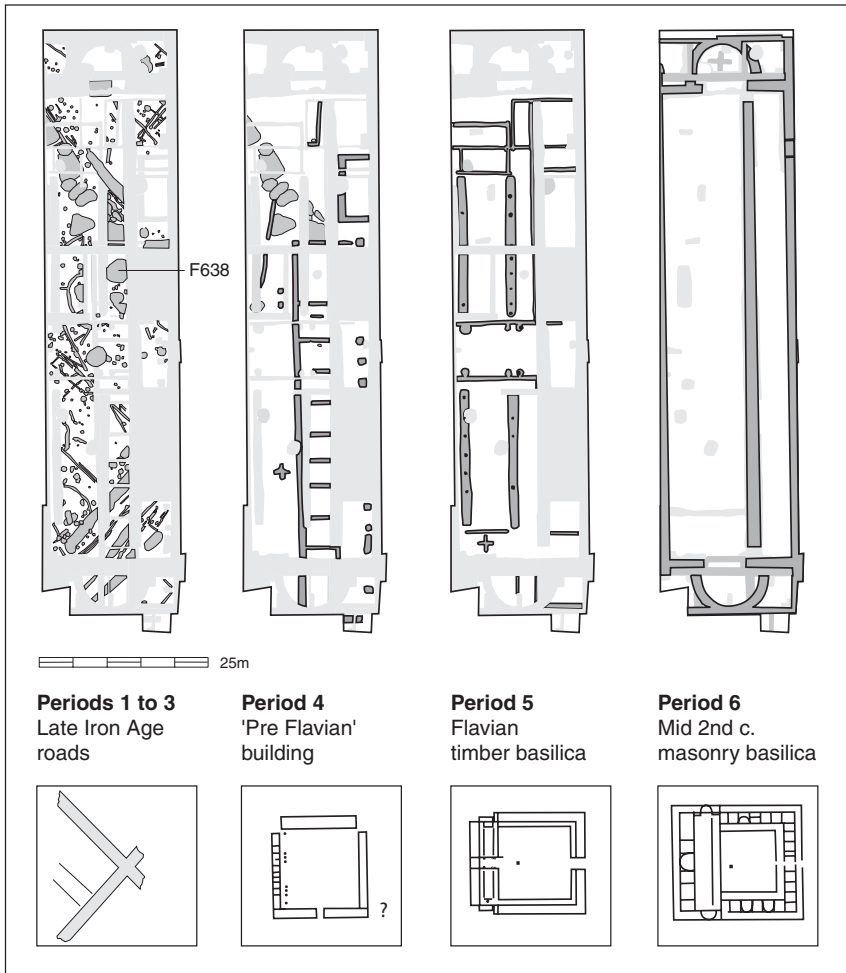 F638
25m
Periods 1 to 3
Late Iron Age
roads
Period 4
'Pre Flavian'
building
Period 5
Flavian
timber basilica
Period 6
Mid 2nd c.
masonry basilica
?